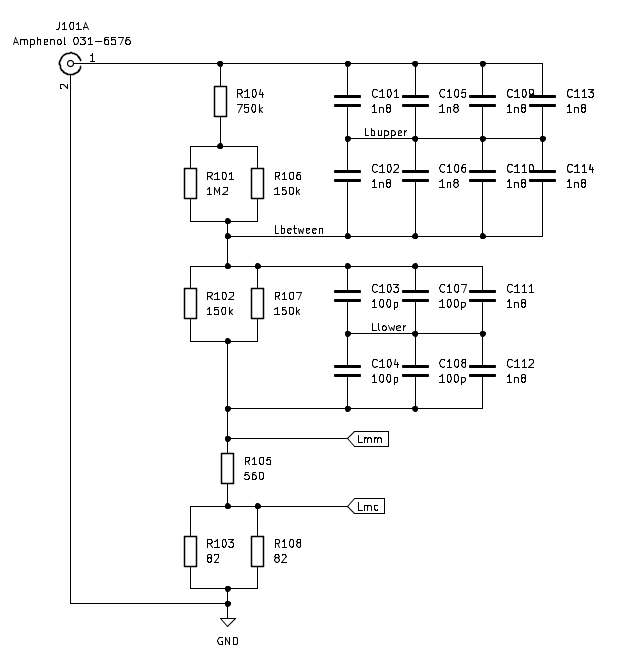 J101A
Amphenol 031-6576
1
2
R104
750k
C101
1n8
C105
1n8
C109
1n8
C113
1n8
Lbupper
R101
1M2
R106
150k
C102
1n8
C106
1n8
C110
1n8
C114
1n8
Lbetween
R102
150k
R107
150k
C103
100p
C107
100p
C111
1n8
Llower
C104
100p
C108
100p
C112
1n8
Lmm
R105
560
Lmc
R103
82
R108
82
GND